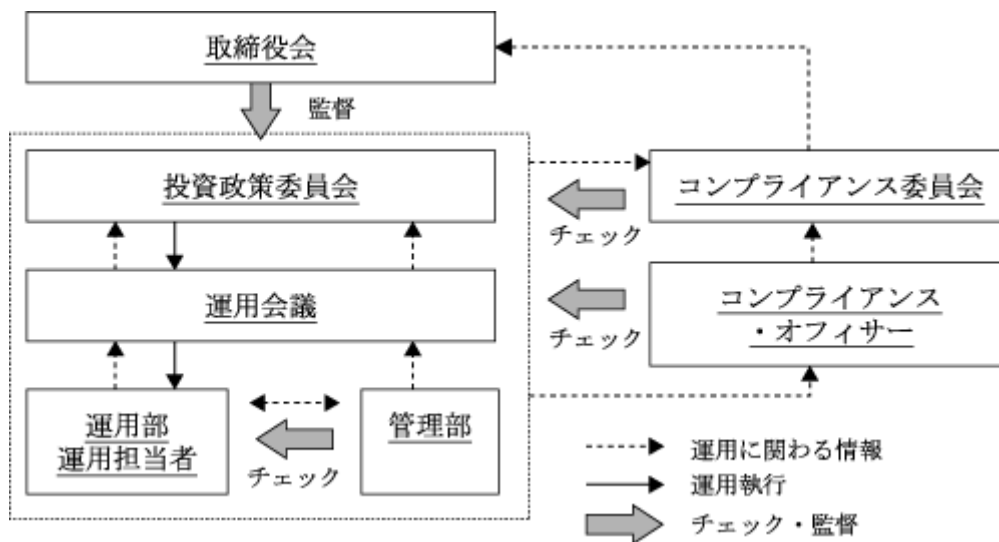 取締役会
監督
投資政策委員会
コンプライアンス委員会
チェック
運用会議
コンプライアンス
・オフィサー
チェック
運用部
運用担当者
管理部
チェック
運用に関わる情報
運用執行
チェック・監督